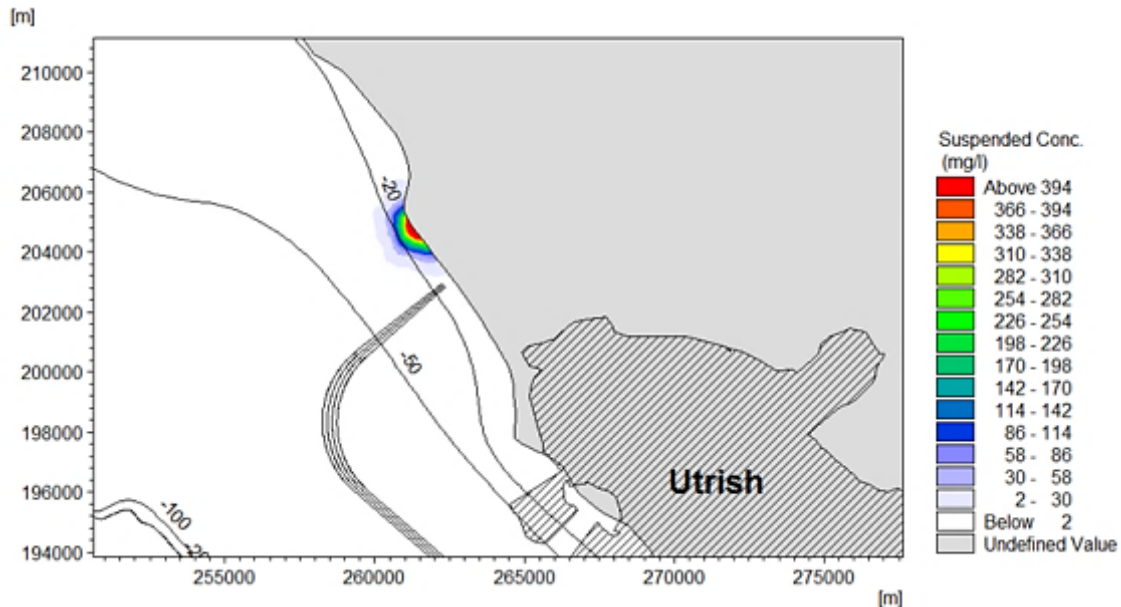 [m]
210000
208000
206000
204000
202000
200000
198000
196000
194000
-20
-50
-100
-20
Utrish
255000
260000
265000
270000
275000
[m]
Suspended Conc.
(mg/l)
Above 394
366 - 394
338 - 366
310 - 338
282 - 310
254 - 282
226 - 254
198 - 226
170 - 198
142 - 170
114 - 142
86 - 114
58 - 86
30 - 58
2 - 30
Below 2
Undefined Value